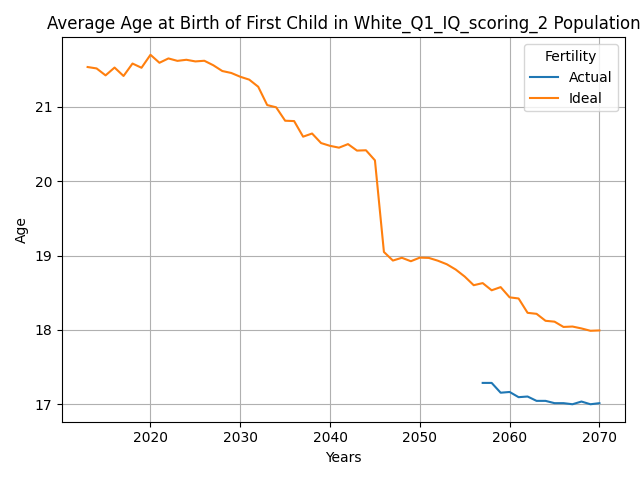 Average Age at Birth of First Child in White_Q1_IQ_scoring_2 Population
Fertility
Actual
Ideal
Age
21
20
19
18
17
2020
2030
2040
2050
2060
2070
Years